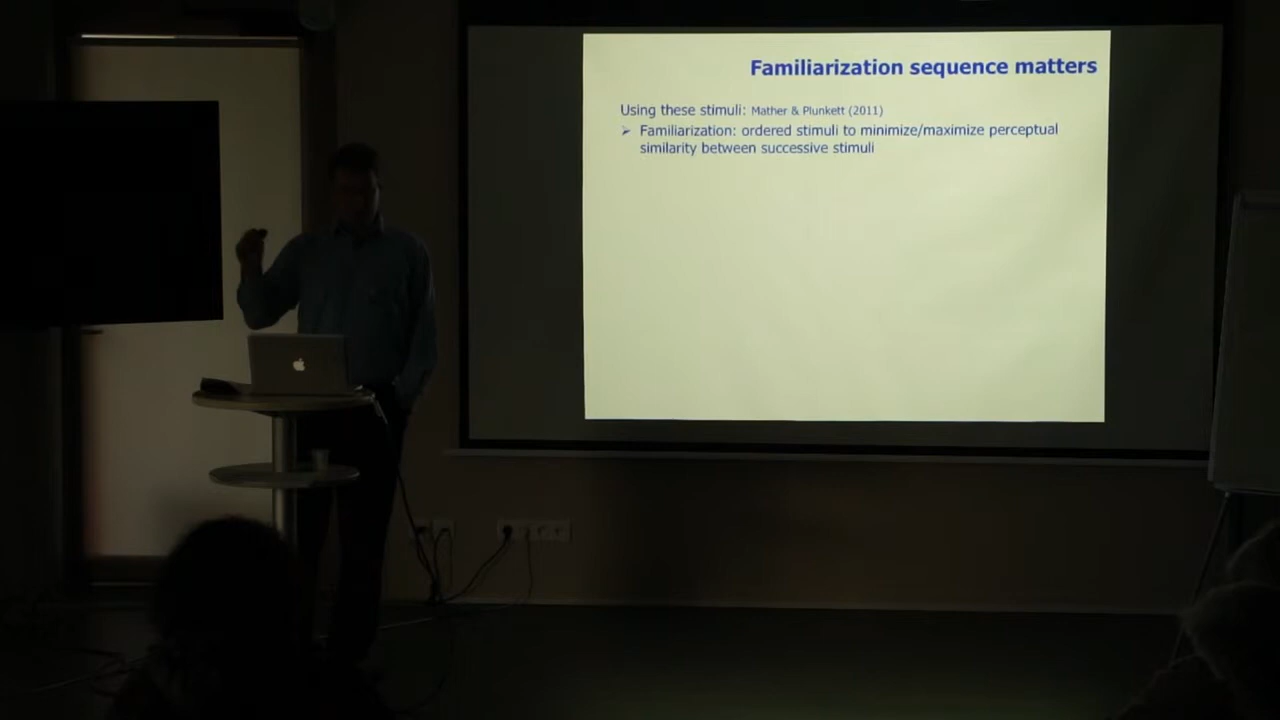 Familiarization sequence matters
Using these stimuli: Mather & Plunkett (2011)
➢ Familiarization: ordered stimuli to minimize/maximize perceptual
similarity between successive stimuli